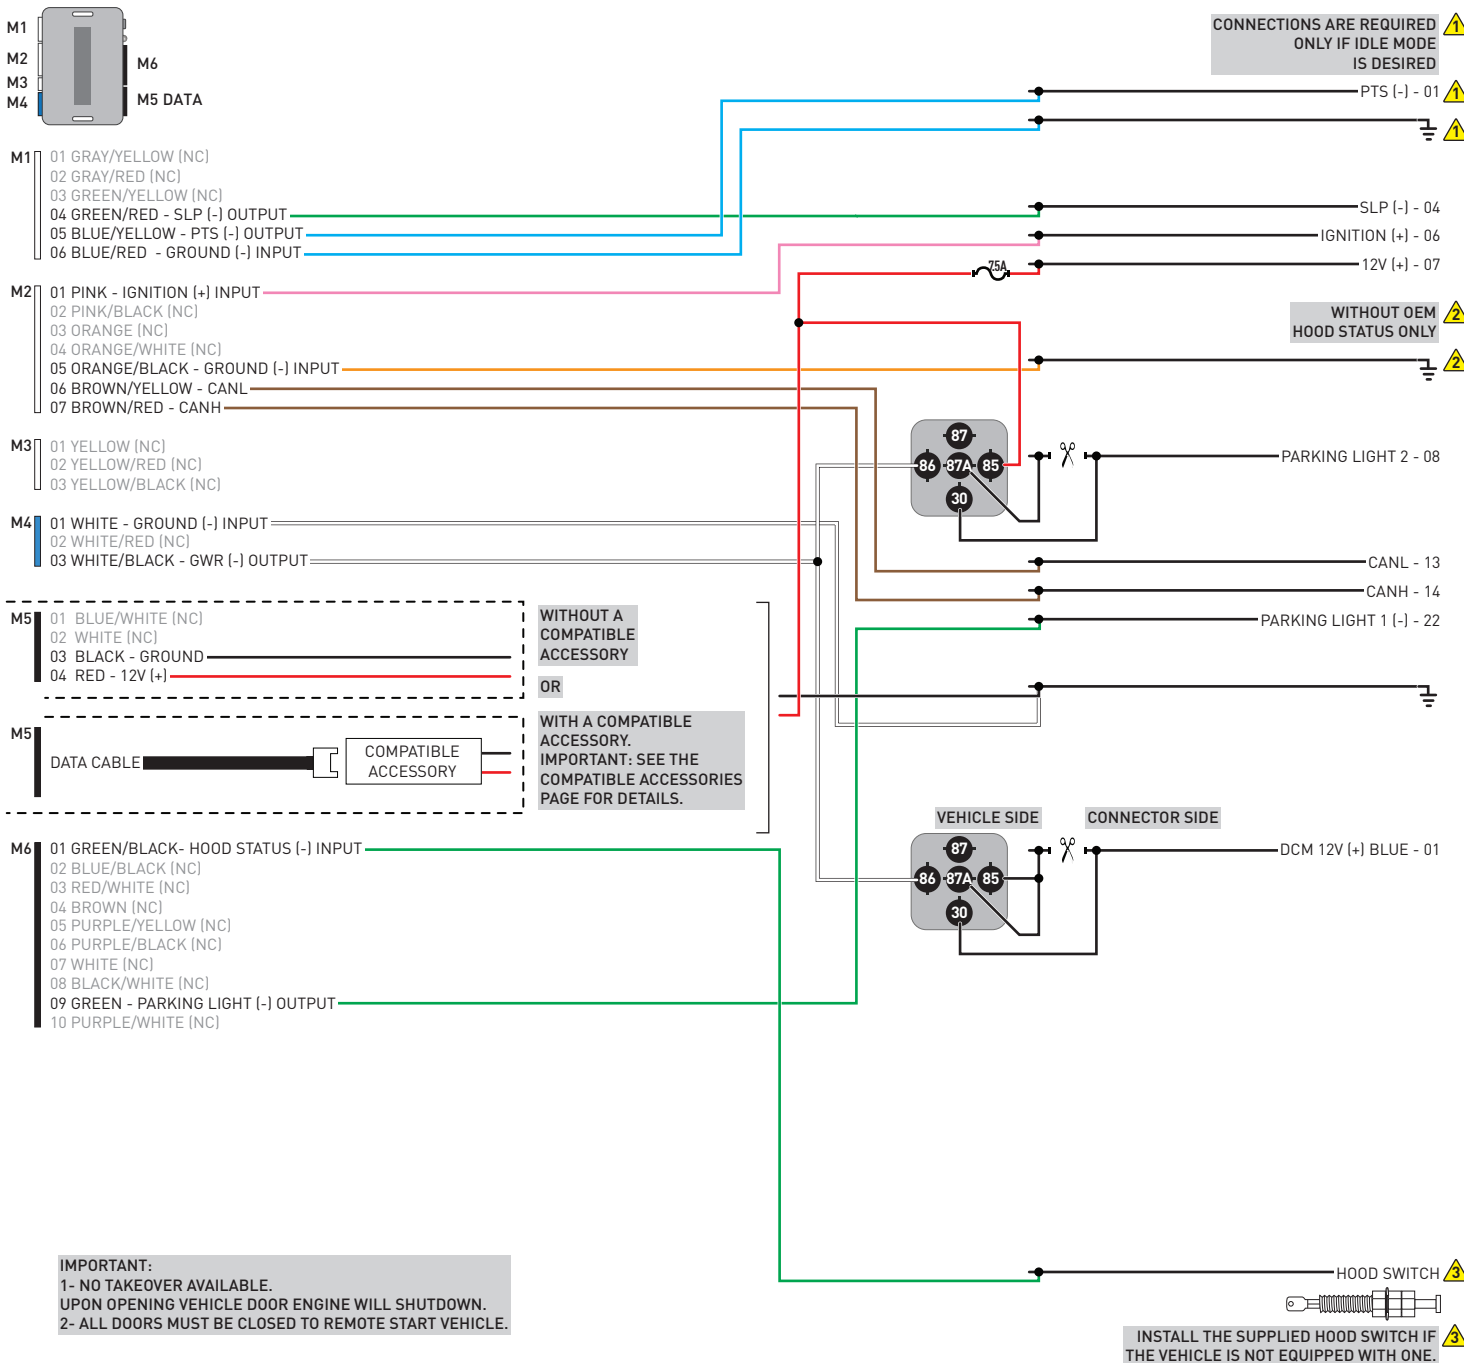 M1
M2
M3
M4
M6
M5 DATA
CONNECTIONS ARE REQUIRED
ONLY IF IDLE MODE
IS DESIRED
1
PTS (-) - 01
1
1
M1
01 GRAY/YELLOW (NC)
02 GRAY/RED (NC)
03 GREEN/YELLOW (NC)
04 GREEN/RED - SLP (-) OUTPUT
05 BLUE/YELLOW - PTS (-) OUTPUT
06 BLUE/RED - GROUND (-) INPUT
SLP (-) - 04
IGNITION (+) - 06
7.5A
12V (+) - 07
M2
01 PINK - IGNITION (+) INPUT
02 PINK/BLACK (NC)
03 ORANGE (NC)
04 ORANGE/WHITE (NC)
05 ORANGE/BLACK - GROUND (-) INPUT
06 BROWN/YELLOW - CANL
07 BROWN/RED - CANH
WITHOUT OEM
HOOD STATUS ONLY
2
2
M3
01 YELLOW (NC)
02 YELLOW/RED (NC)
03 YELLOW/BLACK (NC)
87
86
87A
85
30
PARKING LIGHT 2 - 08
M4
01 WHITE - GROUND (-) INPUT
02 WHITE/RED (NC)
03 WHITE/BLACK - GWR (-) OUTPUT
CANL - 13
CANH - 14
PARKING LIGHT 1 (-) - 22
M5
01 BLUE/WHITE (NC)
02 WHITE (NC)
03 BLACK - GROUND
04 RED - 12V (+)
WITHOUT A
COMPATIBLE
ACCESSORY
OR
M5
DATA CABLE
COMPATIBLE
ACCESSORY
WITH A COMPATIBLE
ACCESSORY.
IMPORTANT: SEE THE
COMPATIBLE ACCESSORIES
PAGE FOR DETAILS.
VEHICLE SIDE
CONNECTOR SIDE
87
86
87A
85
30
DCM 12V (+) BLUE - 01
M6
01 GREEN/BLACK- HOOD STATUS (-) INPUT
02 BLUE/BLACK (NC)
03 RED/WHITE (NC)
04 BROWN (NC)
05 PURPLE/YELLOW (NC)
06 PURPLE/BLACK (NC)
07 WHITE (NC)
08 BLACK/WHITE (NC)
09 GREEN - PARKING LIGHT (-) OUTPUT
10 PURPLE/WHITE (NC)
IMPORTANT:
1- NO TAKEOVER AVAILABLE.
UPON OPENING VEHICLE DOOR ENGINE WILL SHUTDOWN.
2- ALL DOORS MUST BE CLOSED TO REMOTE START VEHICLE.
HOOD SWITCH
3
INSTALL THE SUPPLIED HOOD SWITCH IF
THE VEHICLE IS NOT EQUIPPED WITH ONE.
3